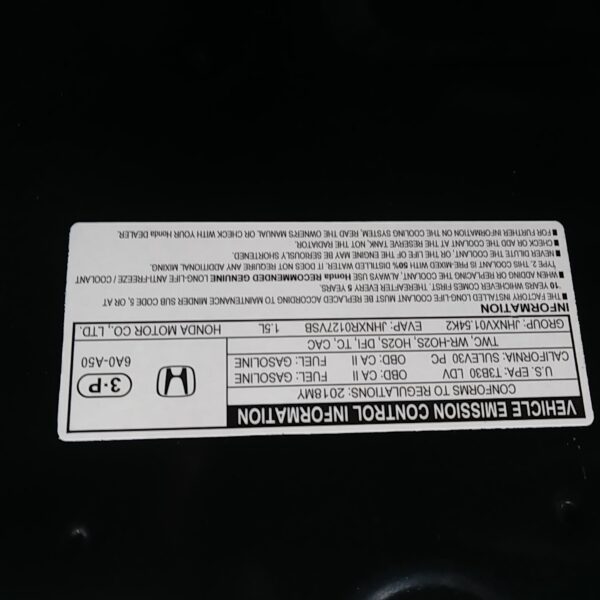 VEHICLE EMISSION CONTROL INFORMATION
CONFORMS TO REGULATIONS: 2018MY
U.S. EPA: T3B30 LDV OBD: CA II FUEL: GASOLINE
CALIFORNIA: SULEV30 PC OBD: CA II FUEL: GASOLINE
TWC, WR-HO2S, HO2S, DFI, TC, CAC
GROUP: JHNXV01.54K2 EVAP: JHNXR0127VSB 1.5L
3-P
6A0-A50
HONDA MOTOR CO., LTD.
INFORMATION
■ THE FACTORY INSTALLED LONG-LIFE COOLANT MUST BE REPLACED ACCORDING TO MAINTENANCE MINDER SUB CODE 5, OR AT
"10" YEARS WHICHEVER COMES FIRST. THEREAFTER EVERY 5 YEARS.
■ WHEN ADDING OR REPLACING THE COOLANT, ALWAYS USE Honda RECOMMENDED GENUINE LONG-LIFE ANTI-FREEZE / COOLANT
TYPE 2. THIS COOLANT IS PRE-MIXED WITH 50% DISTILLED WATER. IT DOES NOT REQUIRE ANY ADDITIONAL MIXING.
■ NEVER DILUTE THE COOLANT, OR THE LIFE OF THE ENGINE MAY BE SERIOUSLY SHORTENED.
■ CHECK OR ADD COOLANT AT THE RESERVE TANK, NOT THE RADIATOR.
■ FOR FURTHER INFORMATION ON THE COOLING SYSTEM, READ THE OWNERS MANUAL OR CHECK WITH YOUR Honda DEALER.